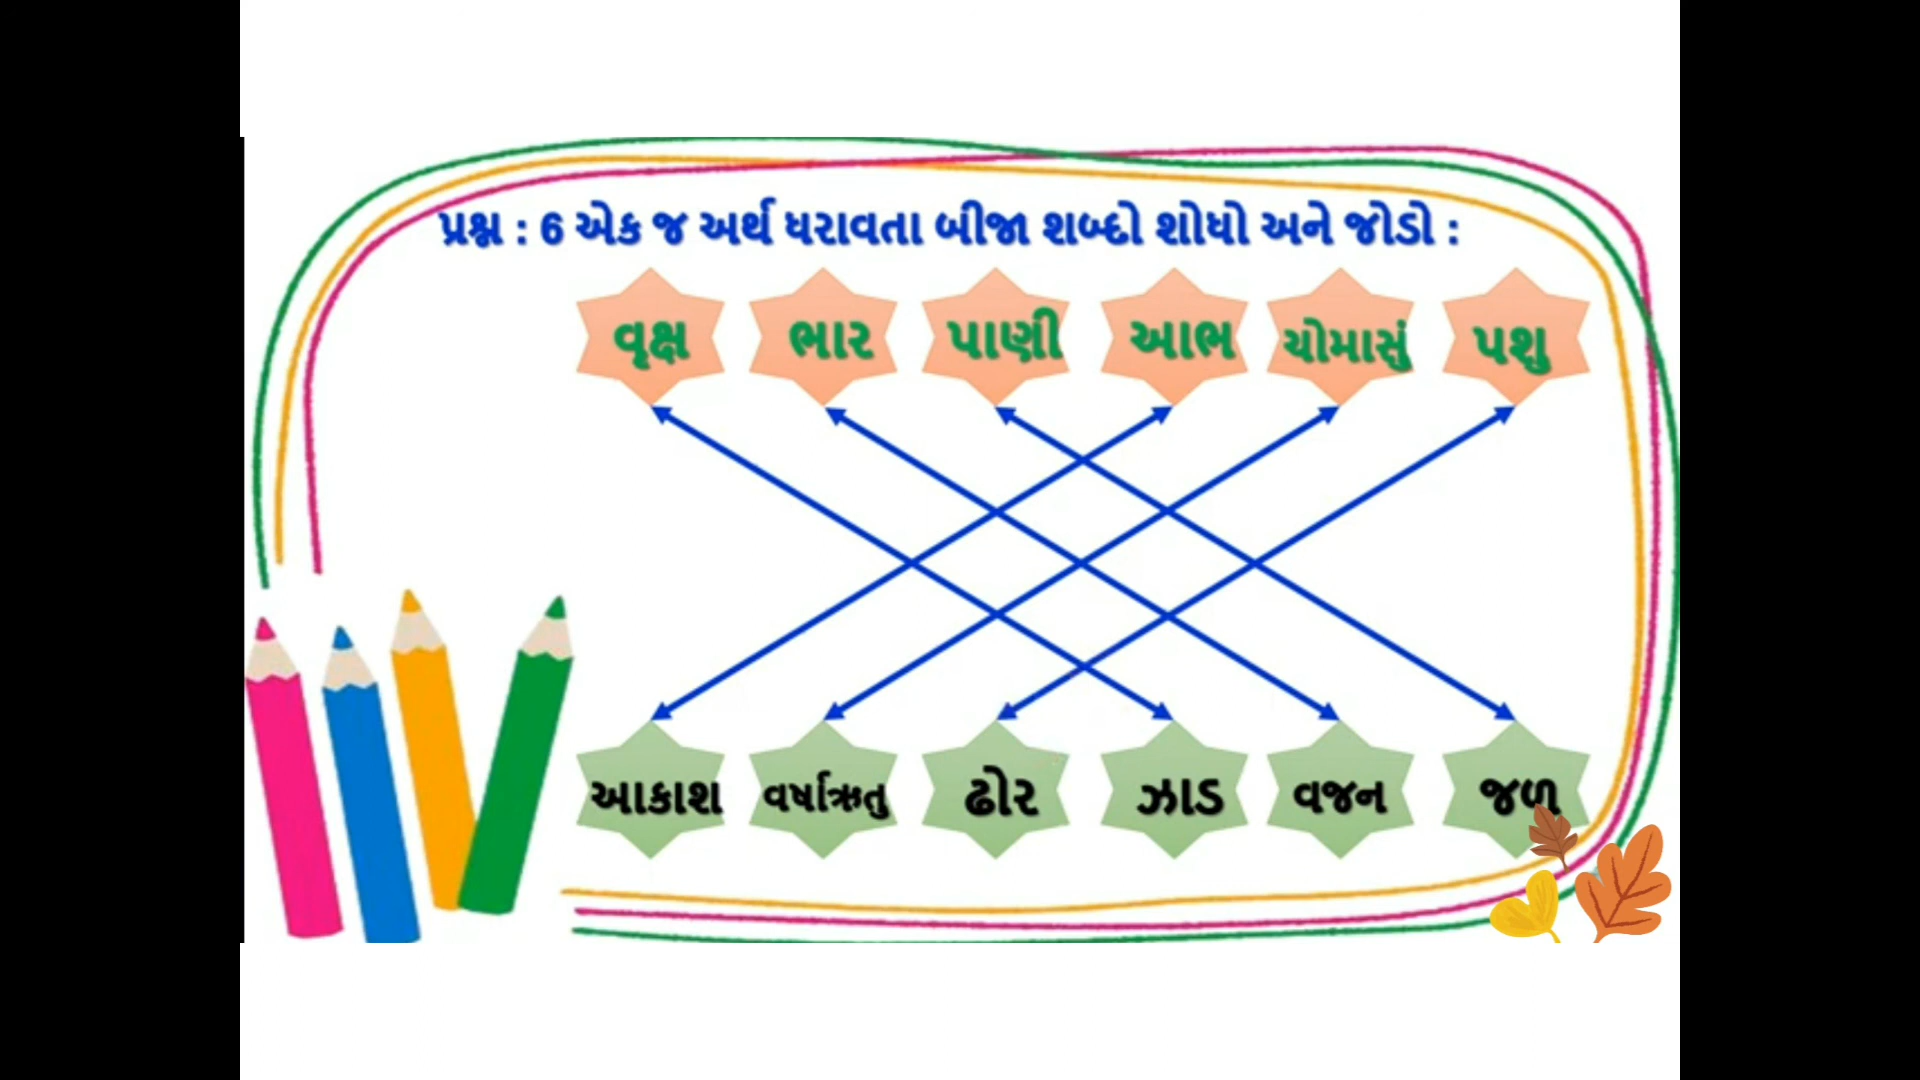 પ્રશ્ન : 6 એક જ અર્થ ધરાવતા બીજા શબ્દો શોધો અને જોડો :
વૃક્ષ ભાર પાણી આભ ચોમાસું પશુ
આકાશ વર્ષાઋતુ ઢોર ઝાડ વજન જળ